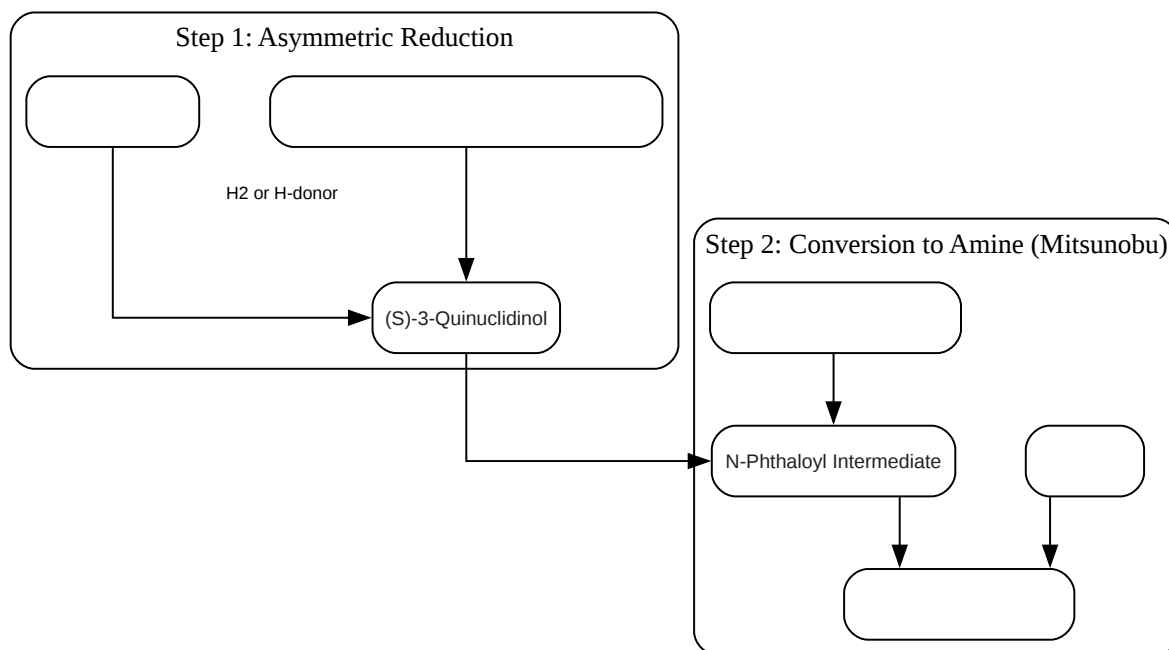 Step 1: Asymmetric Reduction
H2 or H-donor
(S)-3-Quinuclidinol
Step 2: Conversion to Amine (Mitsunobu)
N-Phthaloyl Intermediate